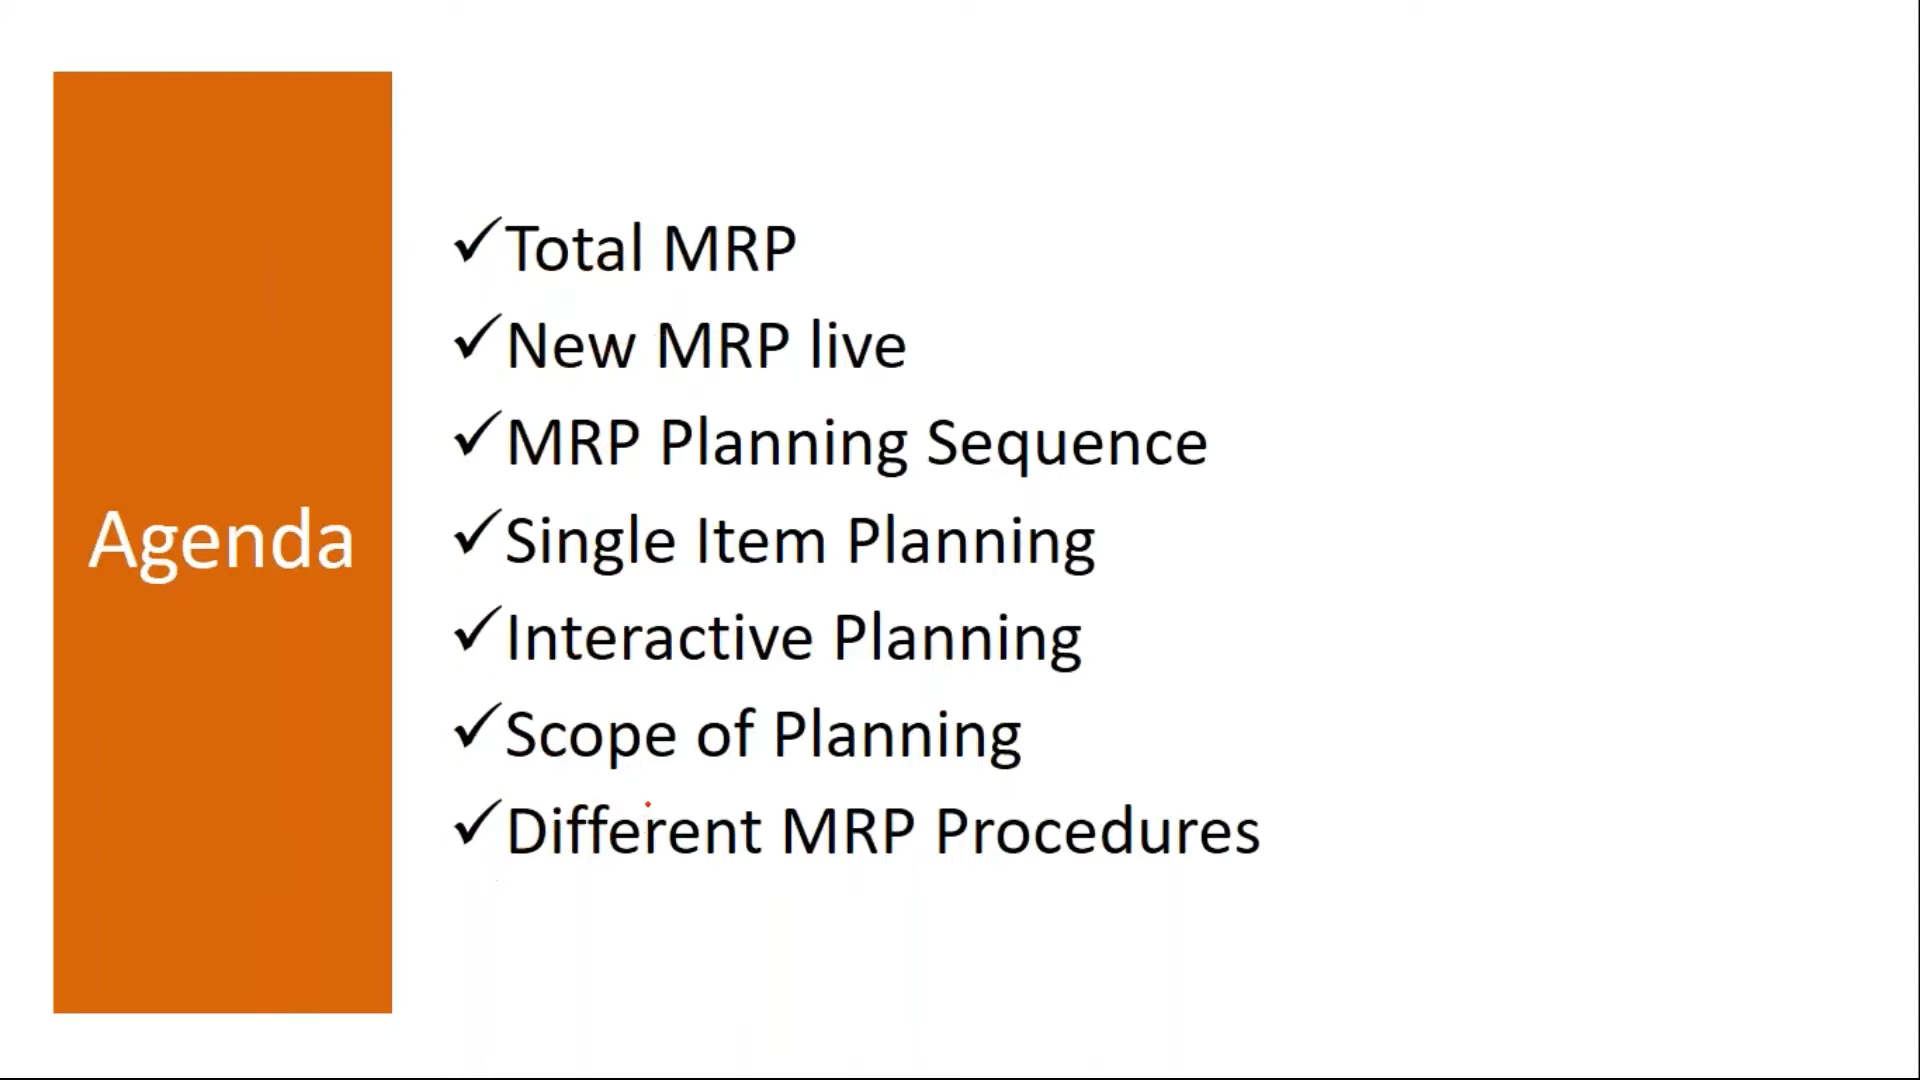 Agenda
✓Total MRP
✓New MRP live
✓MRP Planning Sequence
✓Single Item Planning
✓Interactive Planning
✓Scope of Planning
✓Different MRP Procedures